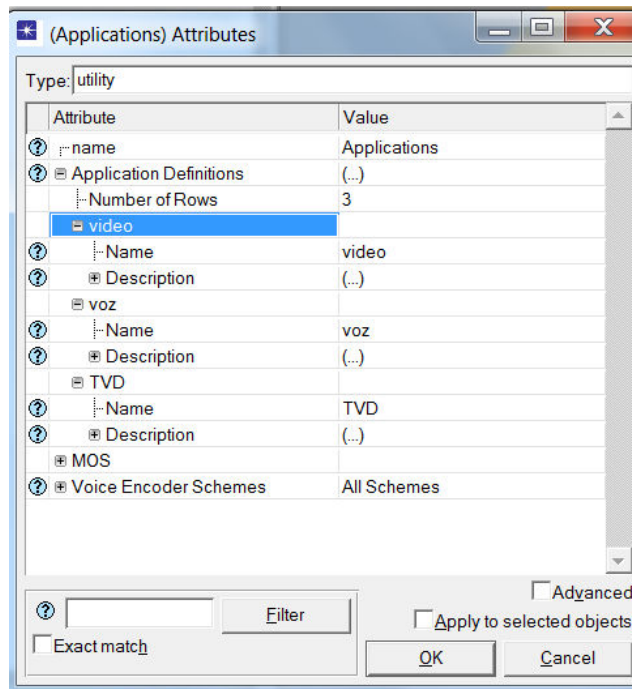 (Applications) Attributes
Type: utility
Attribute Value
name Applications
Application Definitions (...)
Number of Rows 3
video
Name video
Description (...)
voz
Name voz
Description (...)
TVD
Name TVD
Description (...)
MOS
Voice Encoder Schemes All Schemes
Advanced
Filter
Apply to selected objects
Exact match
OK Cancel